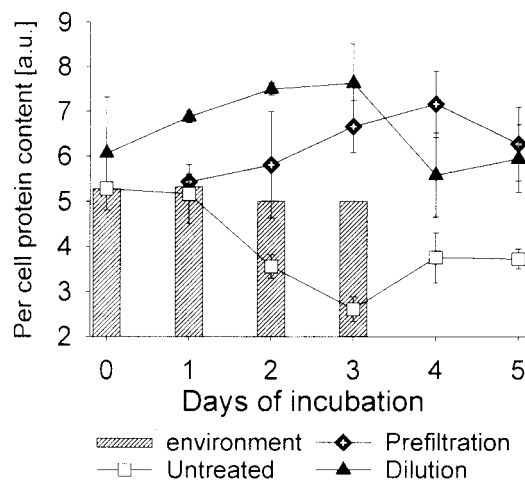 Per cell protein content [a.u.]
9
8
7
6
5
4
3
2
0 1 2 3 4 5
Days of incubation
environment Prefiltration
Untreated Dilution